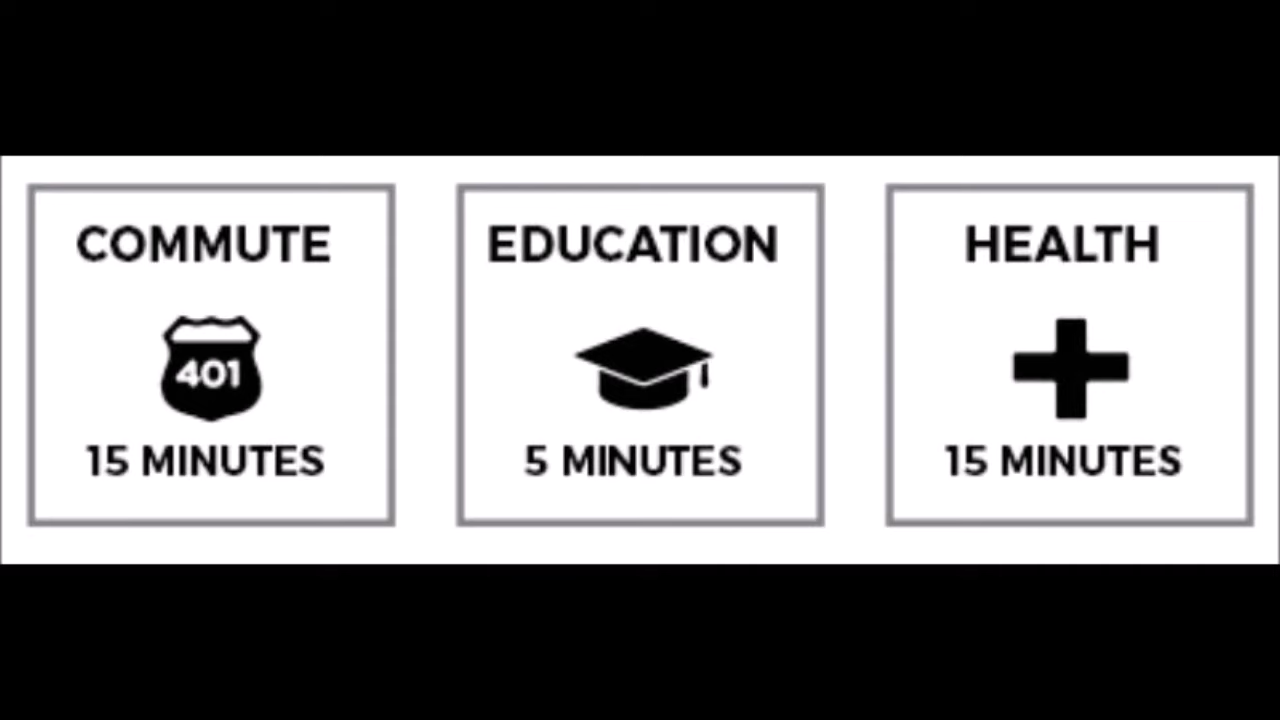 COMMUTE
401
15 MINUTES
EDUCATION
5 MINUTES
HEALTH
15 MINUTES